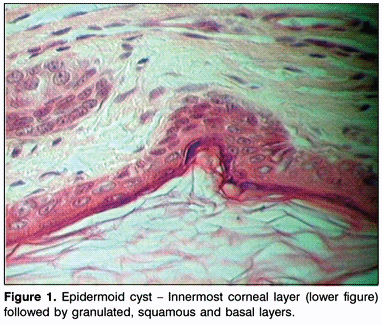 Figure 1. Epidermoid cyst – Innermost corneal layer (lower figure)
followed by granulated, squamous and basal layers.